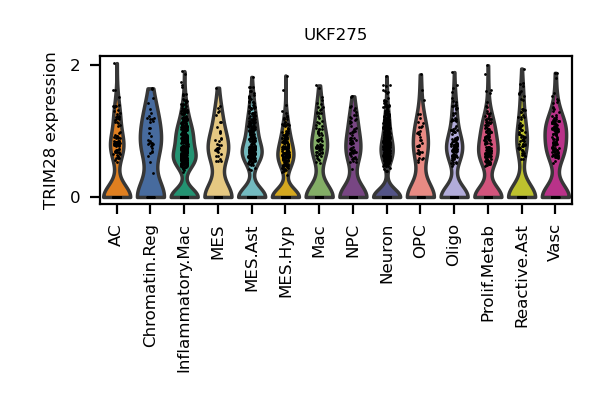 UKF275
TRIM28 expression
2
0
AC
Chromatin.Reg
Inflammatory.Mac
MES
MES.Ast
MES.Hyp
Mac
NPC
Neuron
OPC
Oligo
Prolif.Metab
Reactive.Ast
Vasc